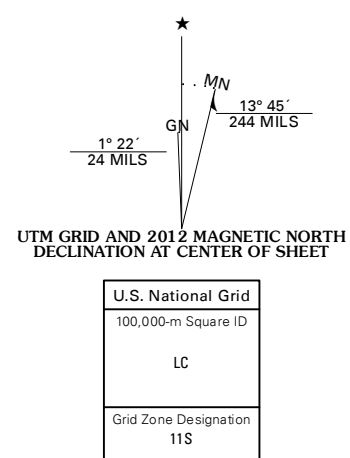 ★
MN
GN
13° 45´
244 MILS
1° 22´
24 MILS
UTM GRID AND 2012 MAGNETIC NORTH
DECLINATION AT CENTER OF SHEET
U.S. National Grid
100,000-m Square ID
LC
Grid Zone Designation
11S